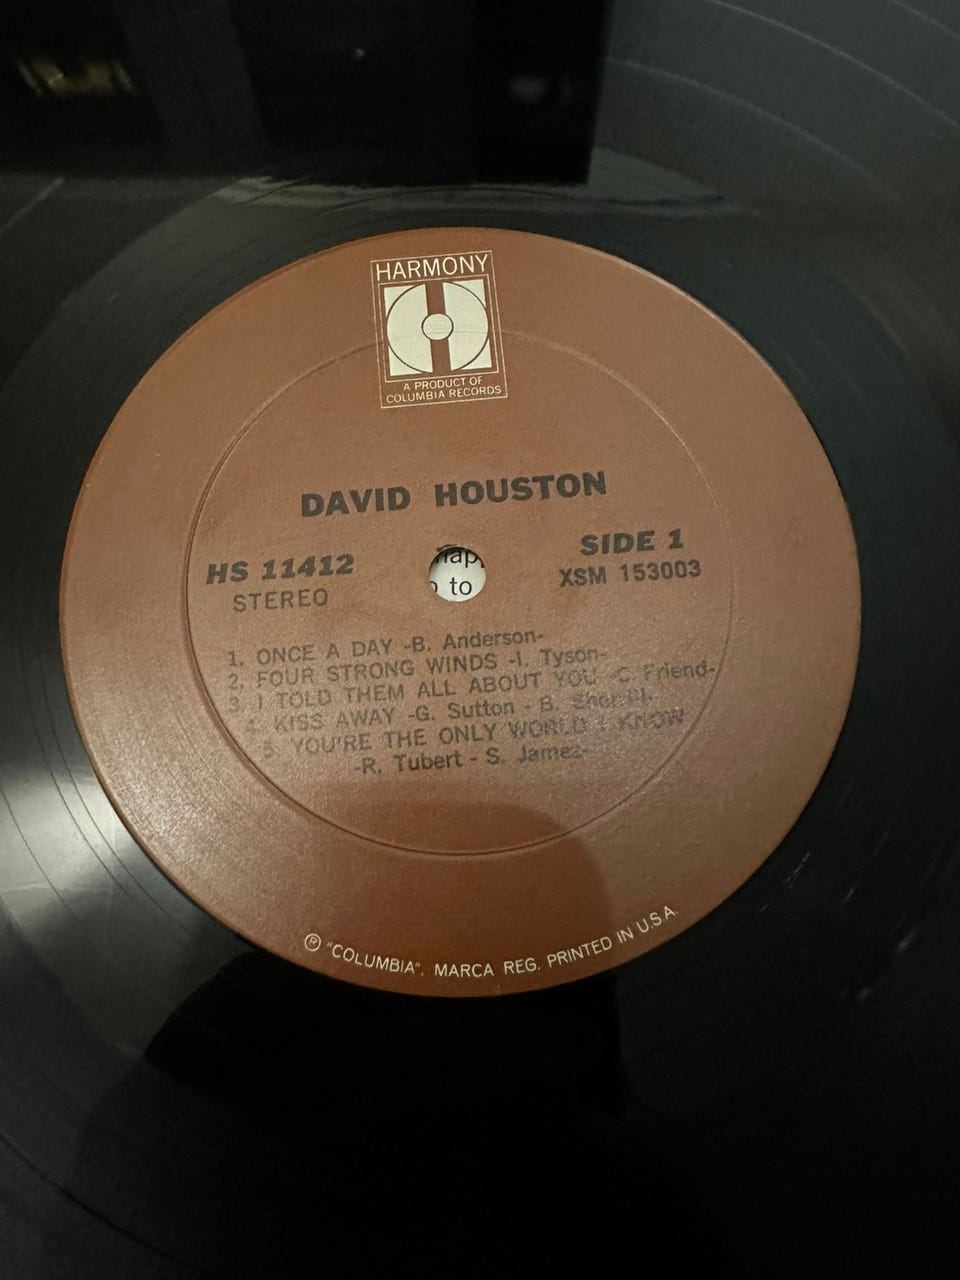 HARMONY
A PRODUCT OF
COLUMBIA RECORDS
DAVID HOUSTON
HS 11412
STEREO
SIDE 1
XSM 153003
to
1. ONCE A DAY -B. Anderson-
2. FOUR STRONG WINDS -I. Tyson-
3. I TOLD THEM ALL ABOUT YOU -C. Friend-
4. KISS AWAY -G. Sutton - B. Sherrill-
5. YOU'RE THE ONLY WORLD I KNOW
-R. Tubert - S. James-
® "COLUMBIA", MARCA REG. PRINTED IN U.S.A.